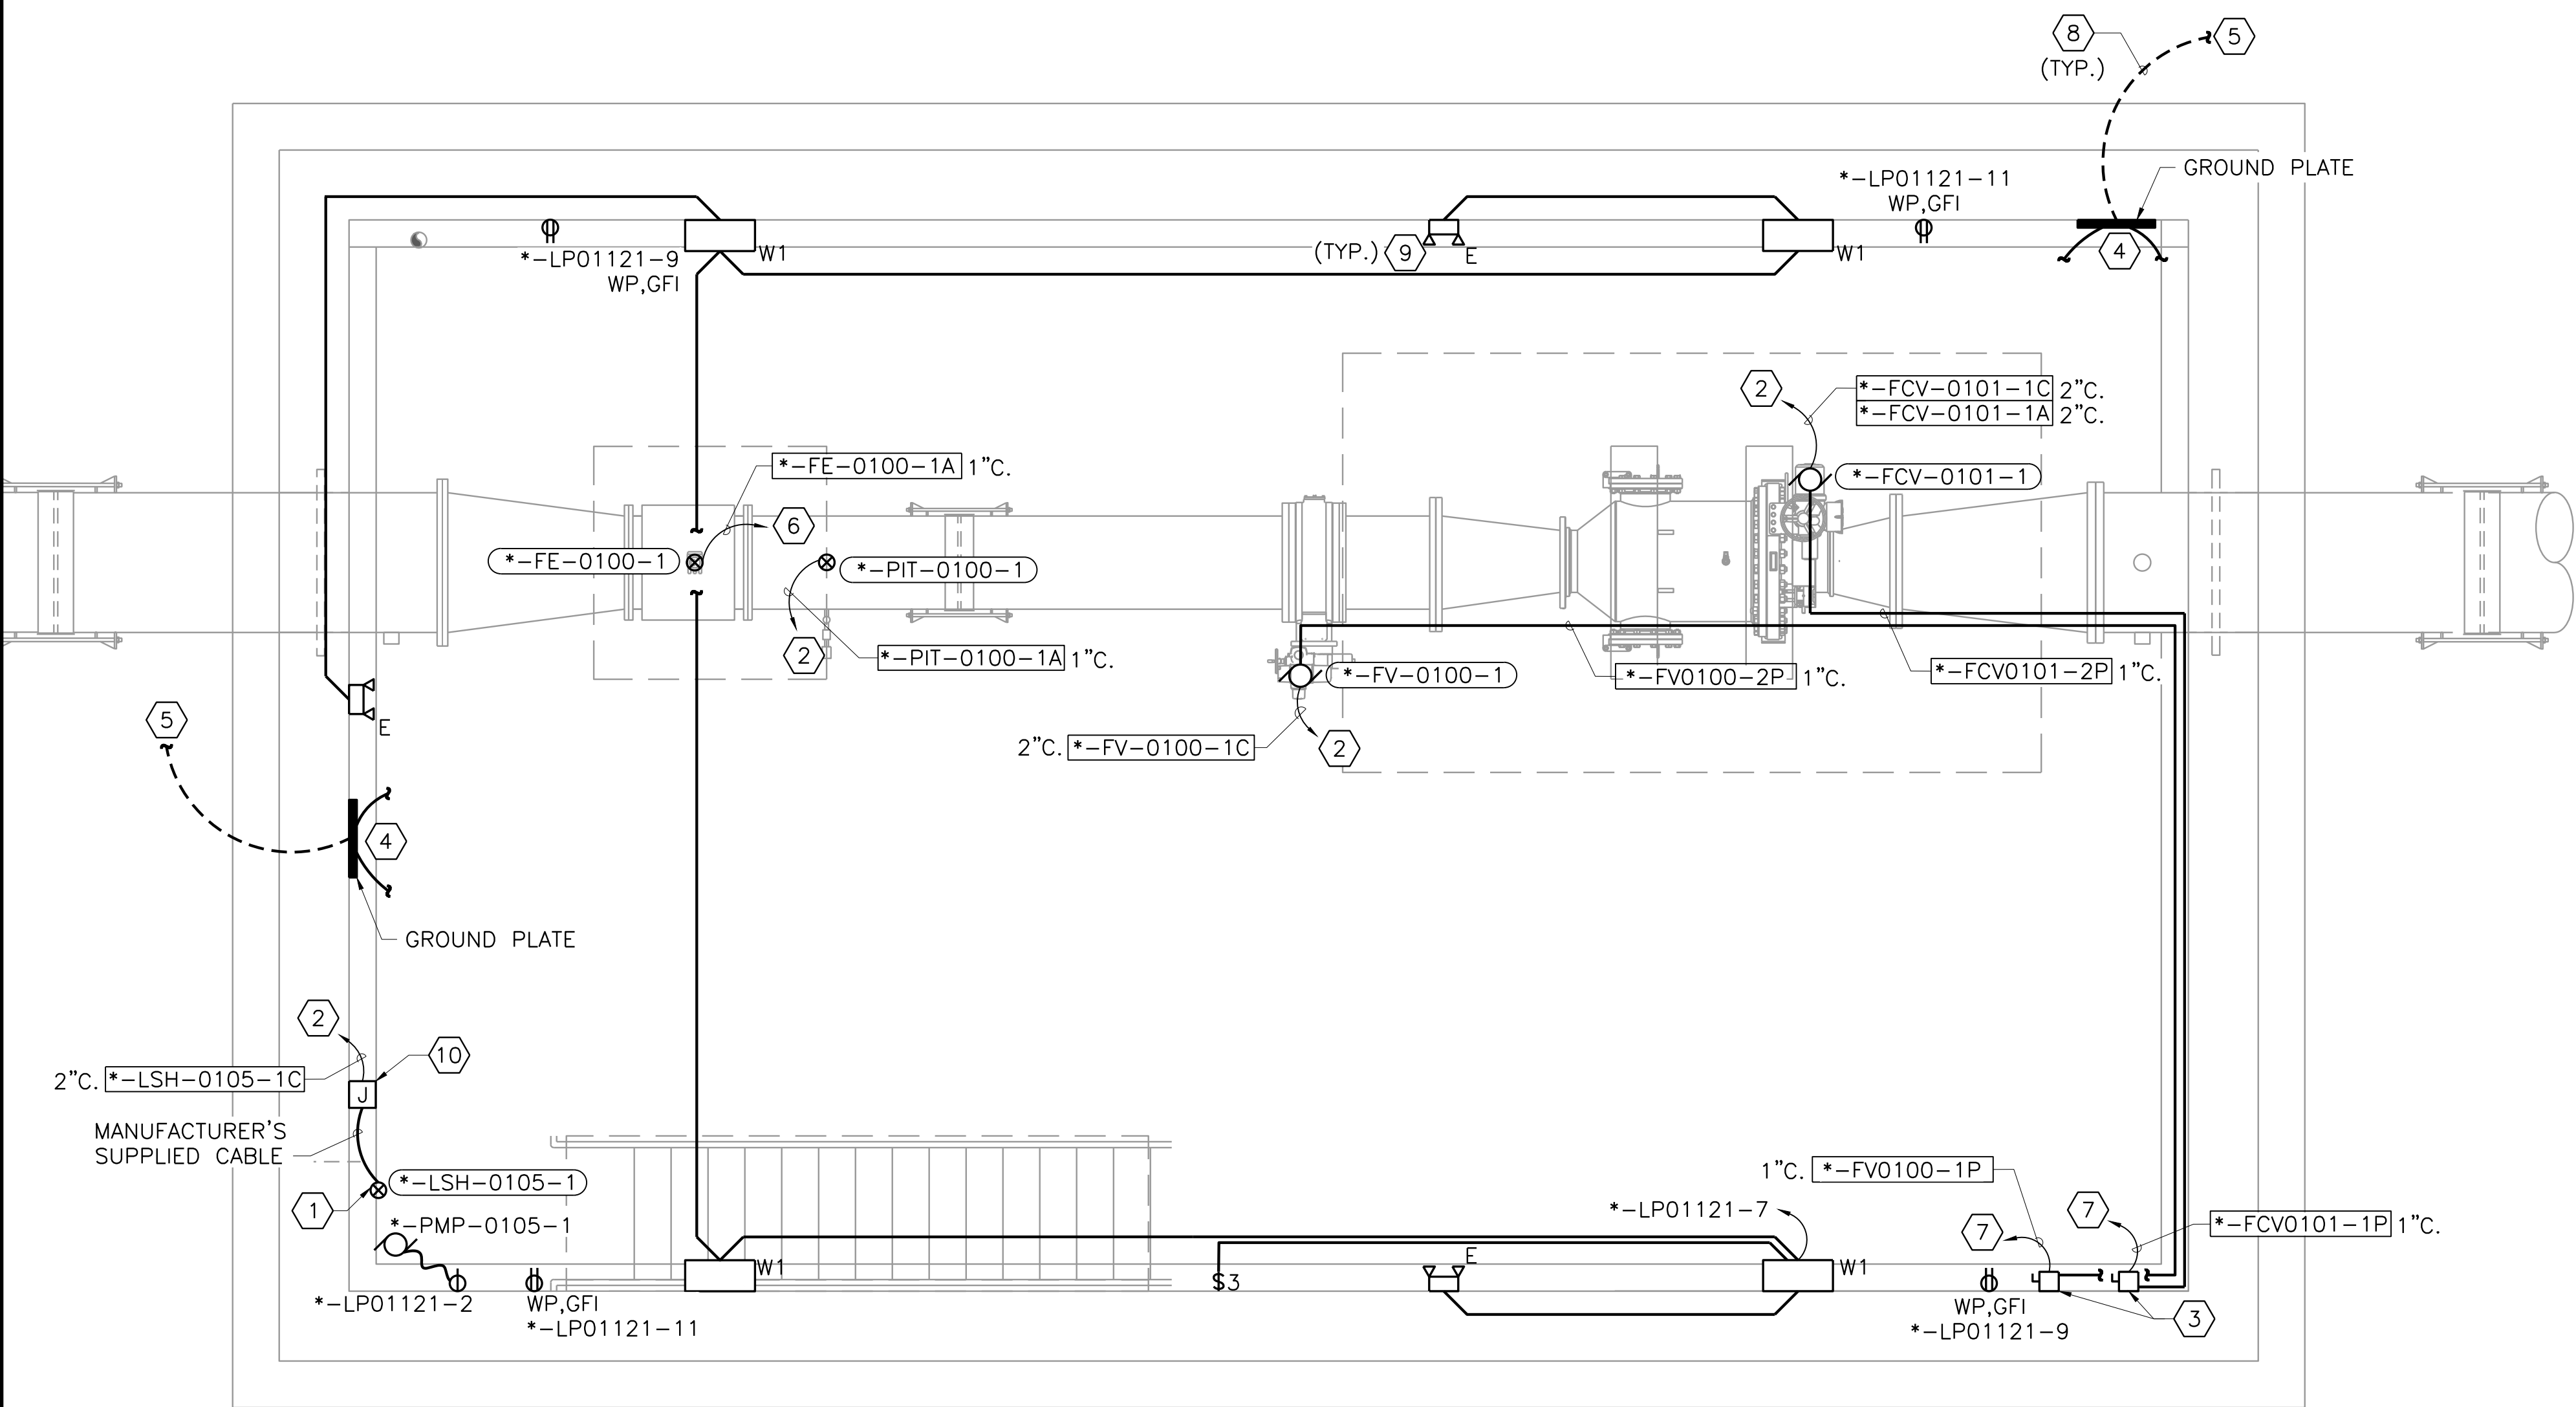 8
(TYP.)
5
GROUND PLATE
*-LP01121-11
WP,GFI
4
*-LP01121-9
WP,GFI
W1
(TYP.) 9
E
W1
2
*-FCV-0101-1C 2"C.
*-FCV-0101-1A 2"C.
*-FCV-0101-1
*-FE-0100-1A 1"C.
6
*-FE-0100-1
*-PIT-0100-1
2
*-PIT-0100-1A 1"C.
*-FV-0100-1
*-FV0100-2P 1"C.
*-FCV0101-2P 1"C.
2"C. *-FV-0100-1C
2
5
E
4
GROUND PLATE
2
10
2"C. *-LSH-0105-1C
J
MANUFACTURER'S
SUPPLIED CABLE
*-LSH-0105-1
1
*-PMP-0105-1
*-LP01121-2
WP,GFI
*-LP01121-11
W1
$3
E
*-LP01121-7
W1
1"C. *-FV0100-1P
7
7
*-FCV0101-1P 1"C.
WP,GFI
*-LP01121-9
3